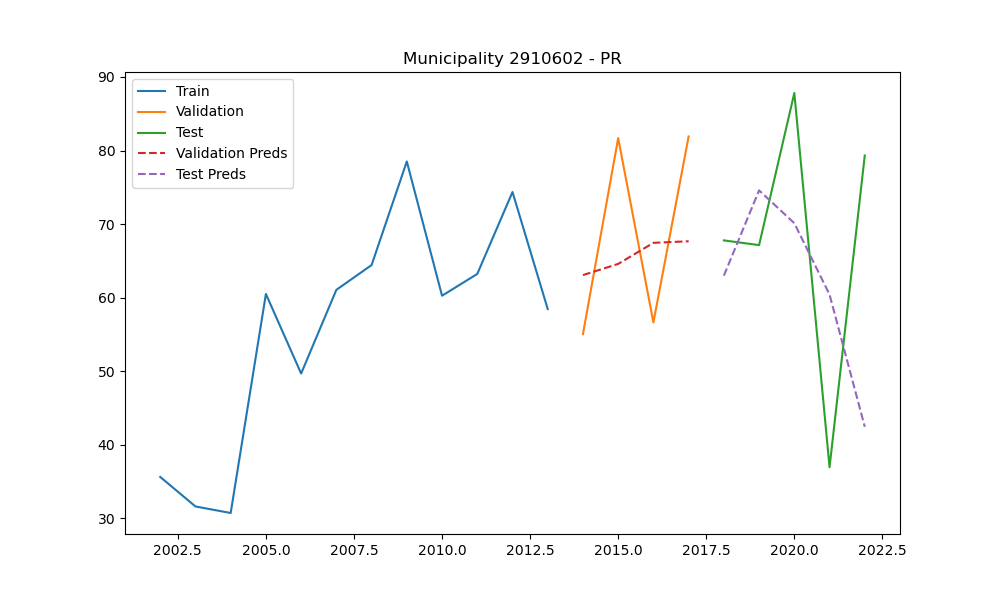 Municipality 2910602 - PR
90
80
70
60
50
40
30
Train
Validation
Test
Validation Preds
Test Preds
2002.5 2005.0 2007.5 2010.0 2012.5 2015.0 2017.5 2020.0 2022.5